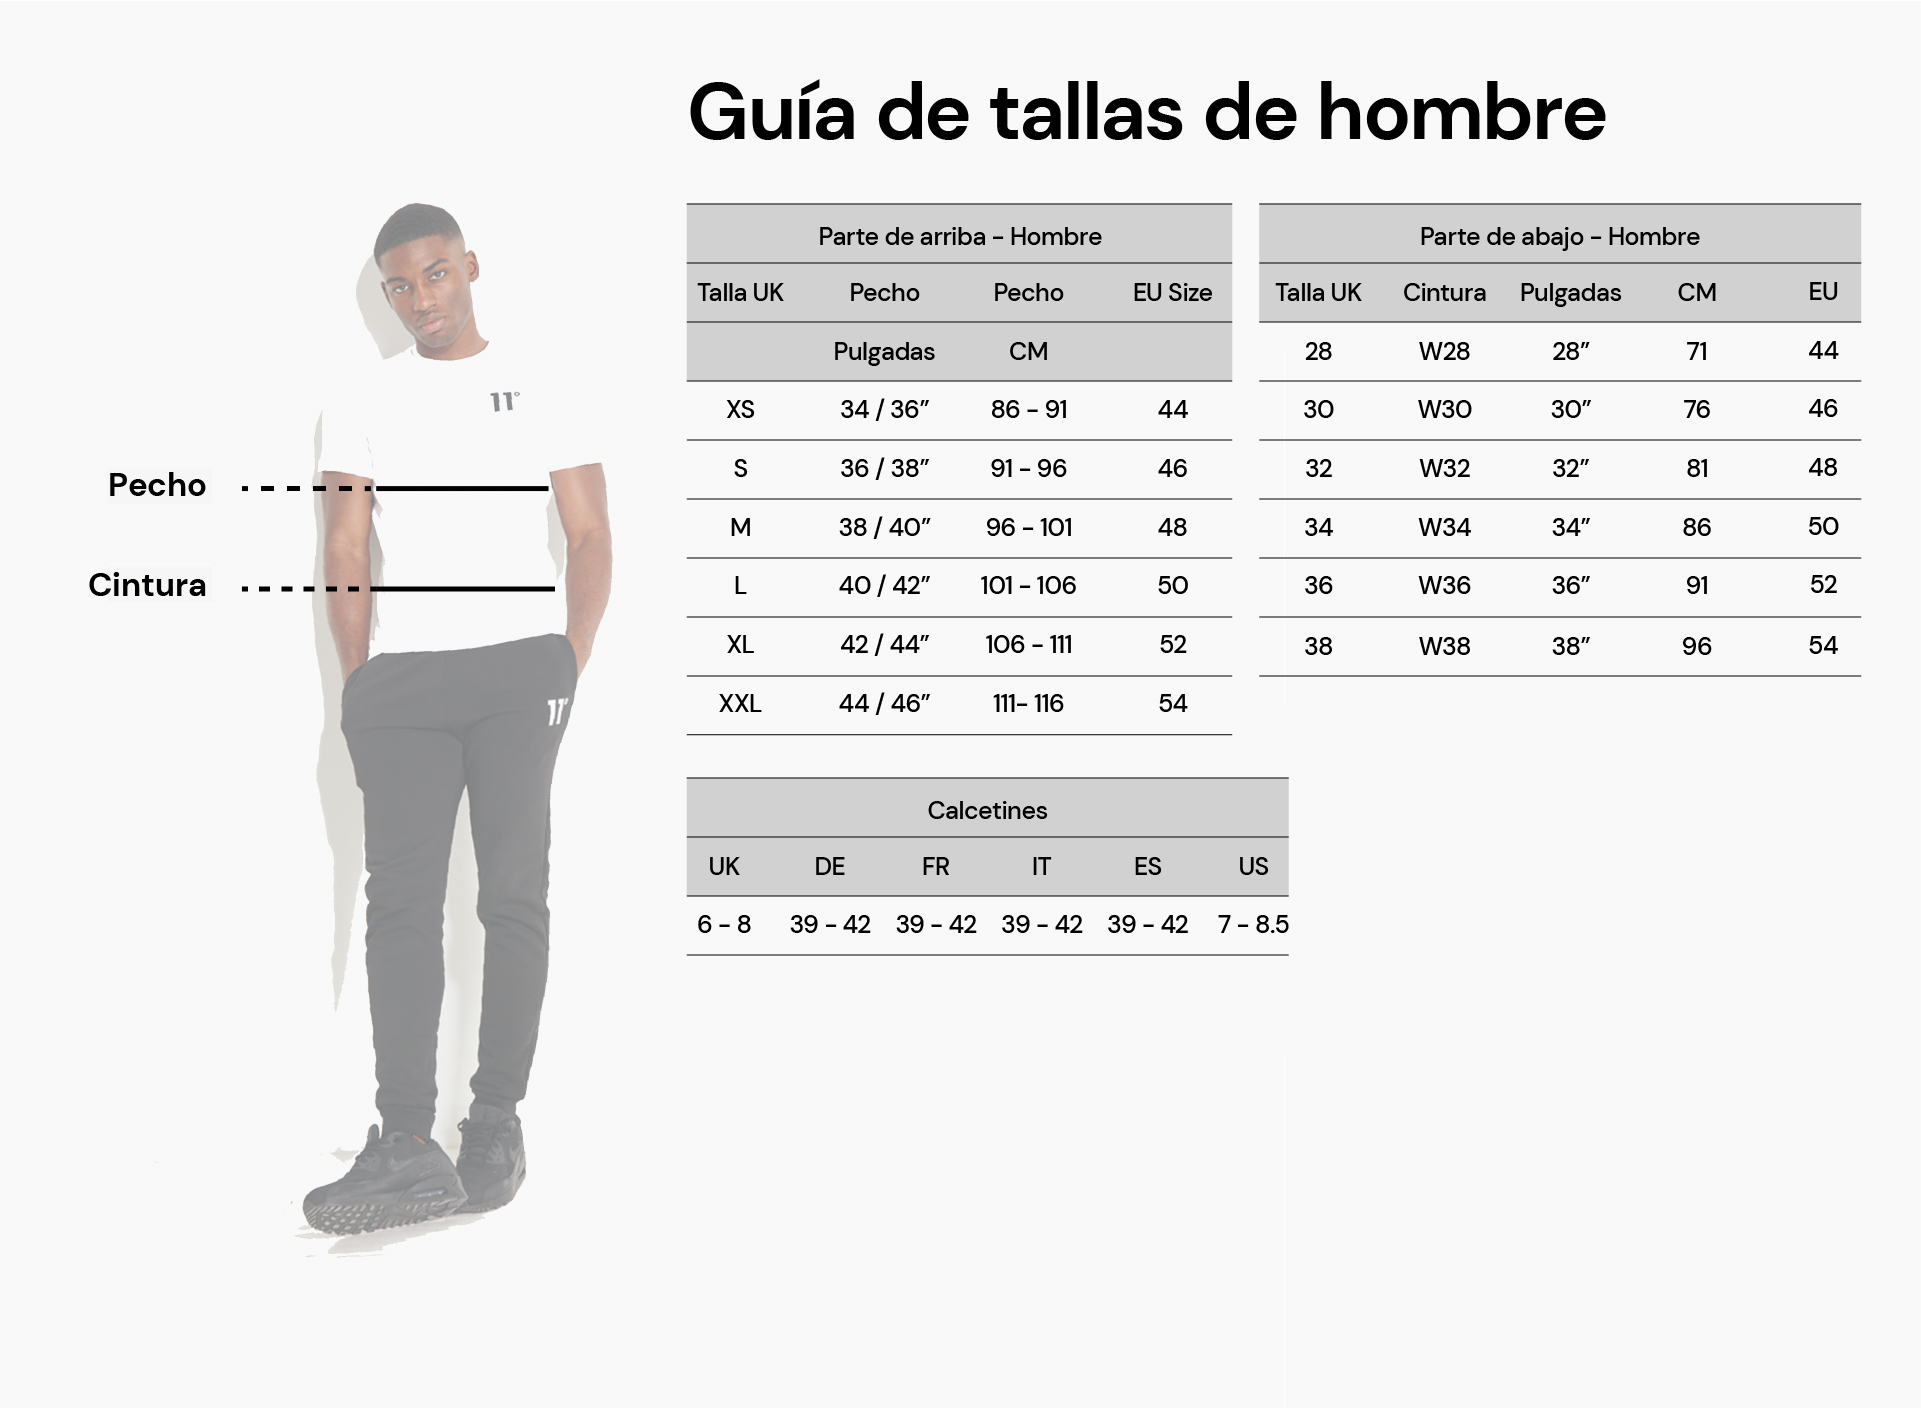 Guía de tallas de hombre
11°
Pecho
Cintura
11°
Parte de arriba - Hombre
Talla UK Pecho Pecho EU Size
Pulgadas CM
XS 34 / 36” 86 - 91 44
S 36 / 38” 91 - 96 46
M 38 / 40” 96 - 101 48
L 40 / 42” 101 - 106 50
XL 42 / 44” 106 - 111 52
XXL 44 / 46” 111- 116 54
Parte de abajo - Hombre
Talla UK Cintura Pulgadas CM EU
28 W28 28” 71 44
30 W30 30” 76 46
32 W32 32” 81 48
34 W34 34” 86 50
36 W36 36” 91 52
38 W38 38” 96 54
Calcetines
UK DE FR IT ES US
6 - 8 39 - 42 39 - 42 39 - 42 39 - 42 7 - 8.5